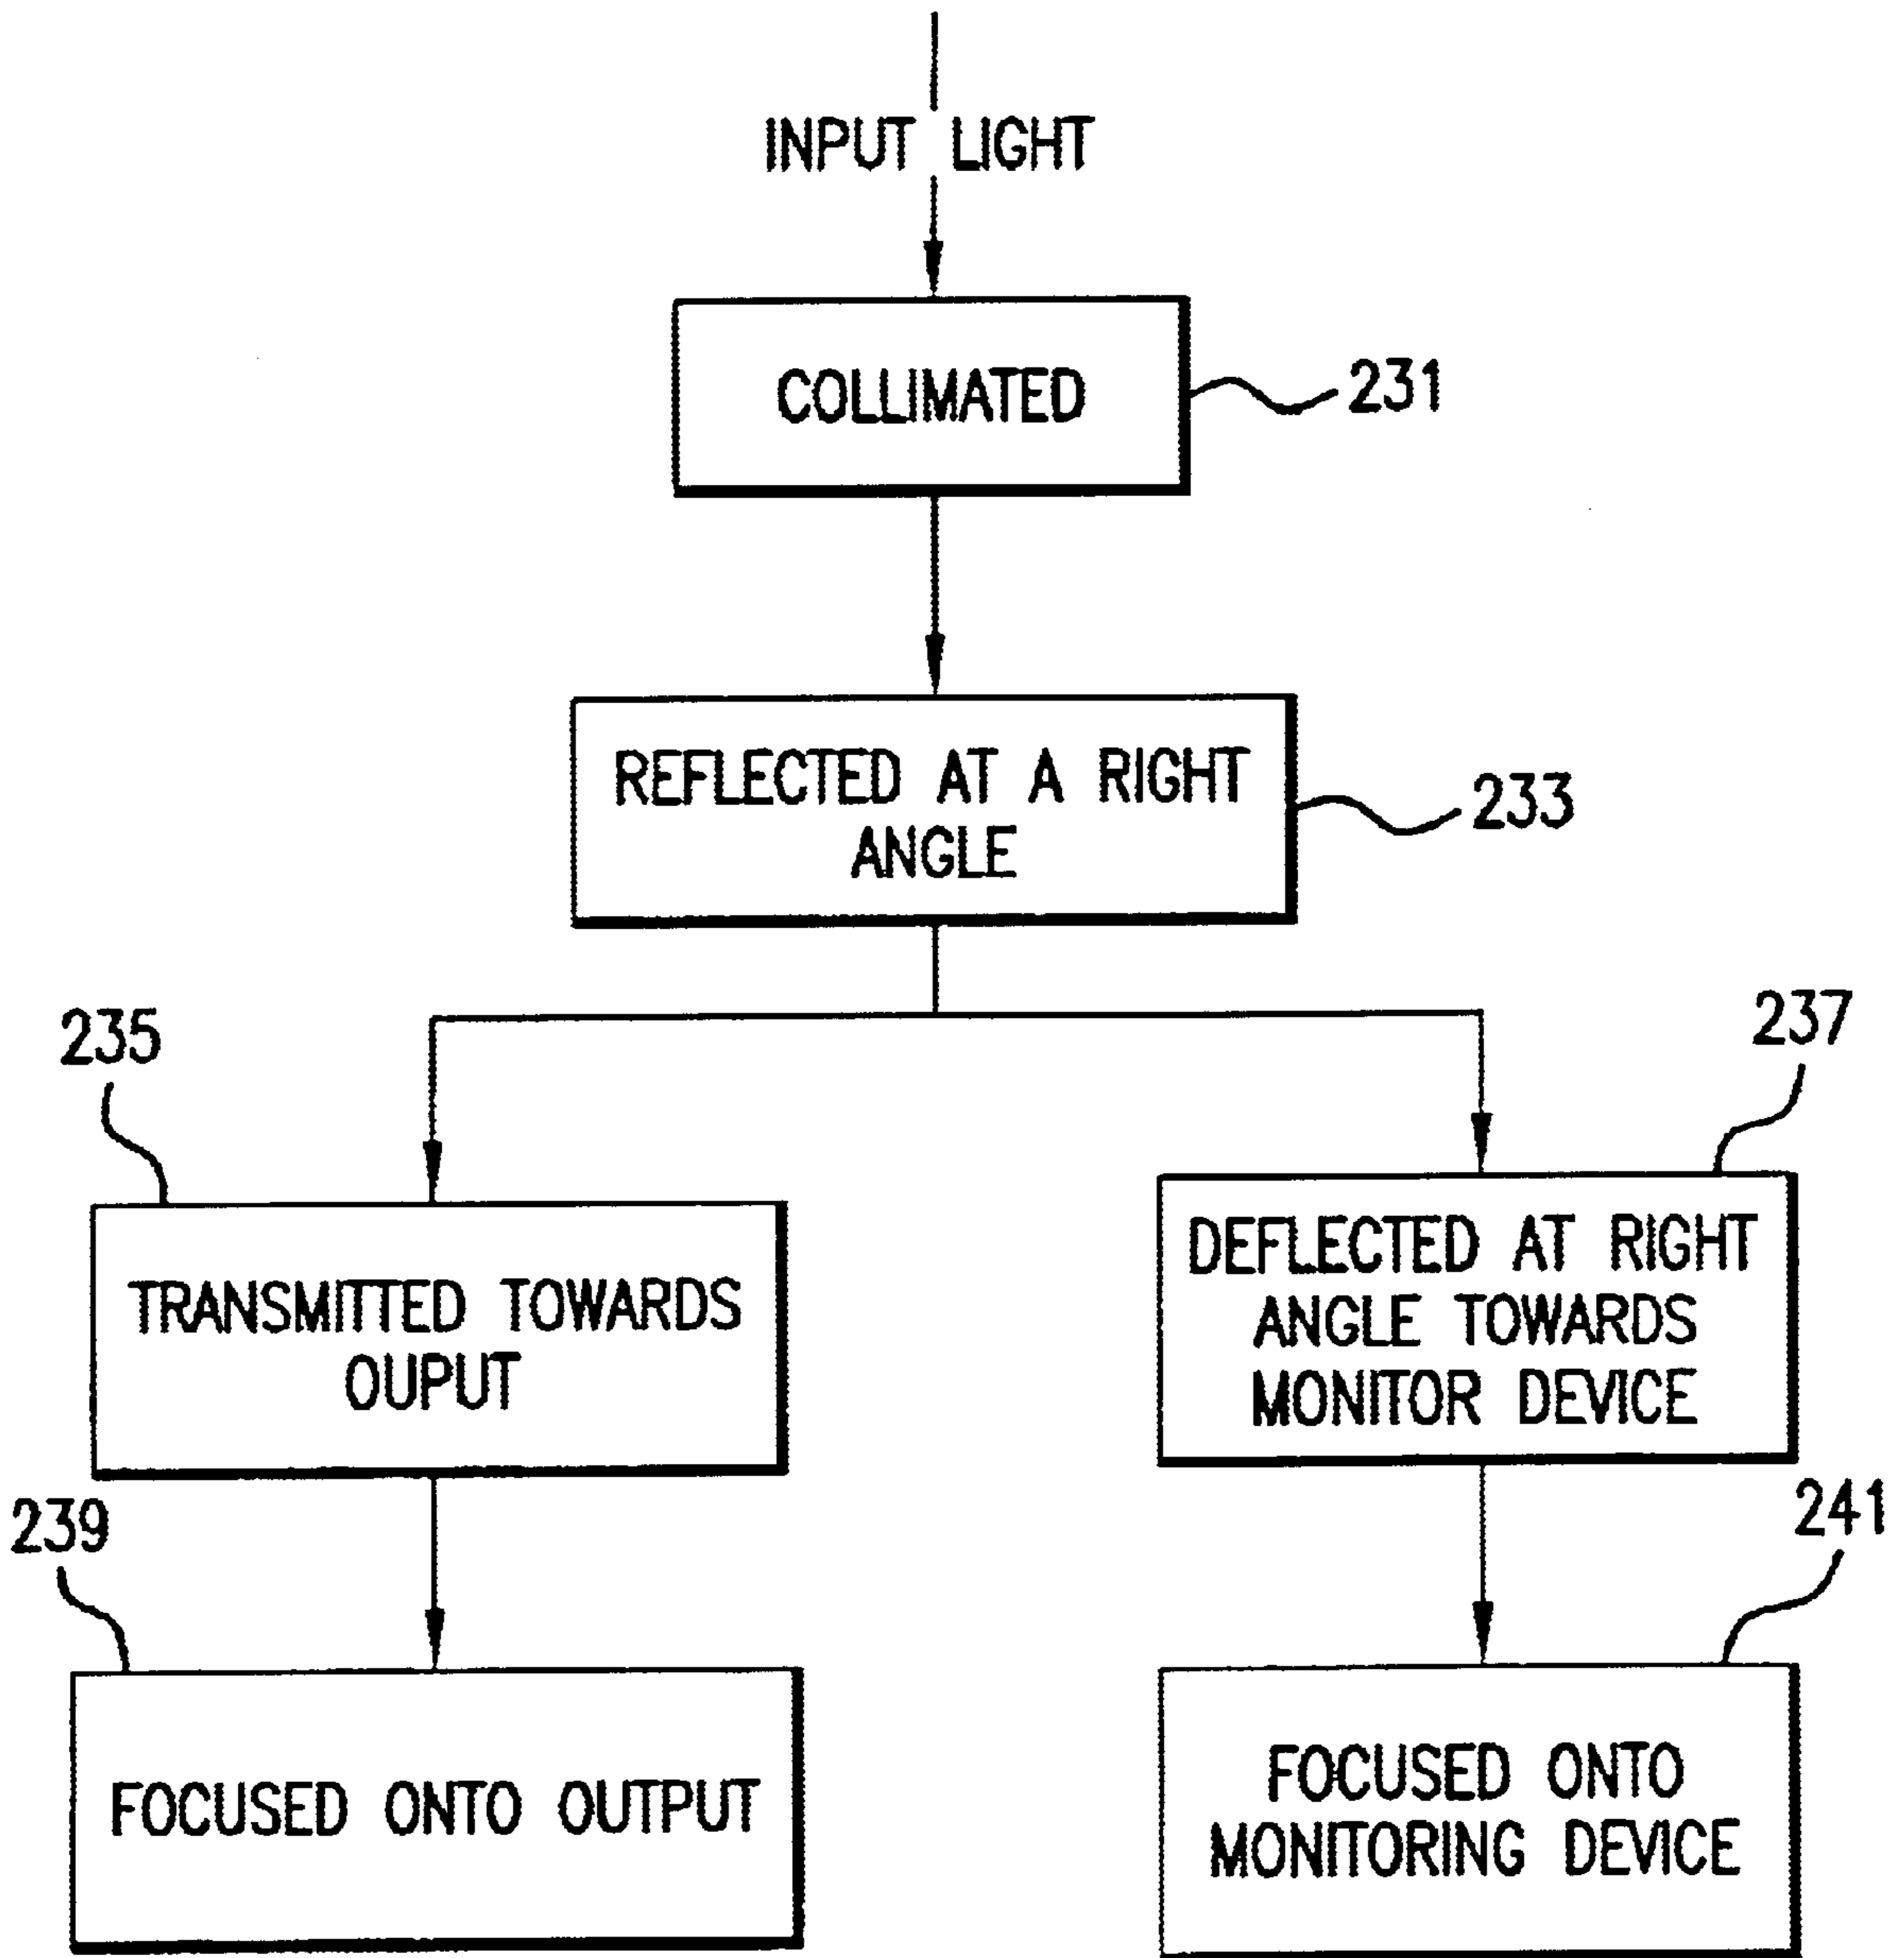 INPUT LIGHT
COLLIMATED
231
REFLECTED AT A RIGHT
ANGLE
233
235
237
TRANSMITTED TOWARDS
OUPUT
DEFLECTED AT RIGHT
ANGLE TOWARDS
MONITOR DEVICE
239
241
FOCUSED ONTO OUTPUT
FOCUSED ONTO
MONITORING DEVICE